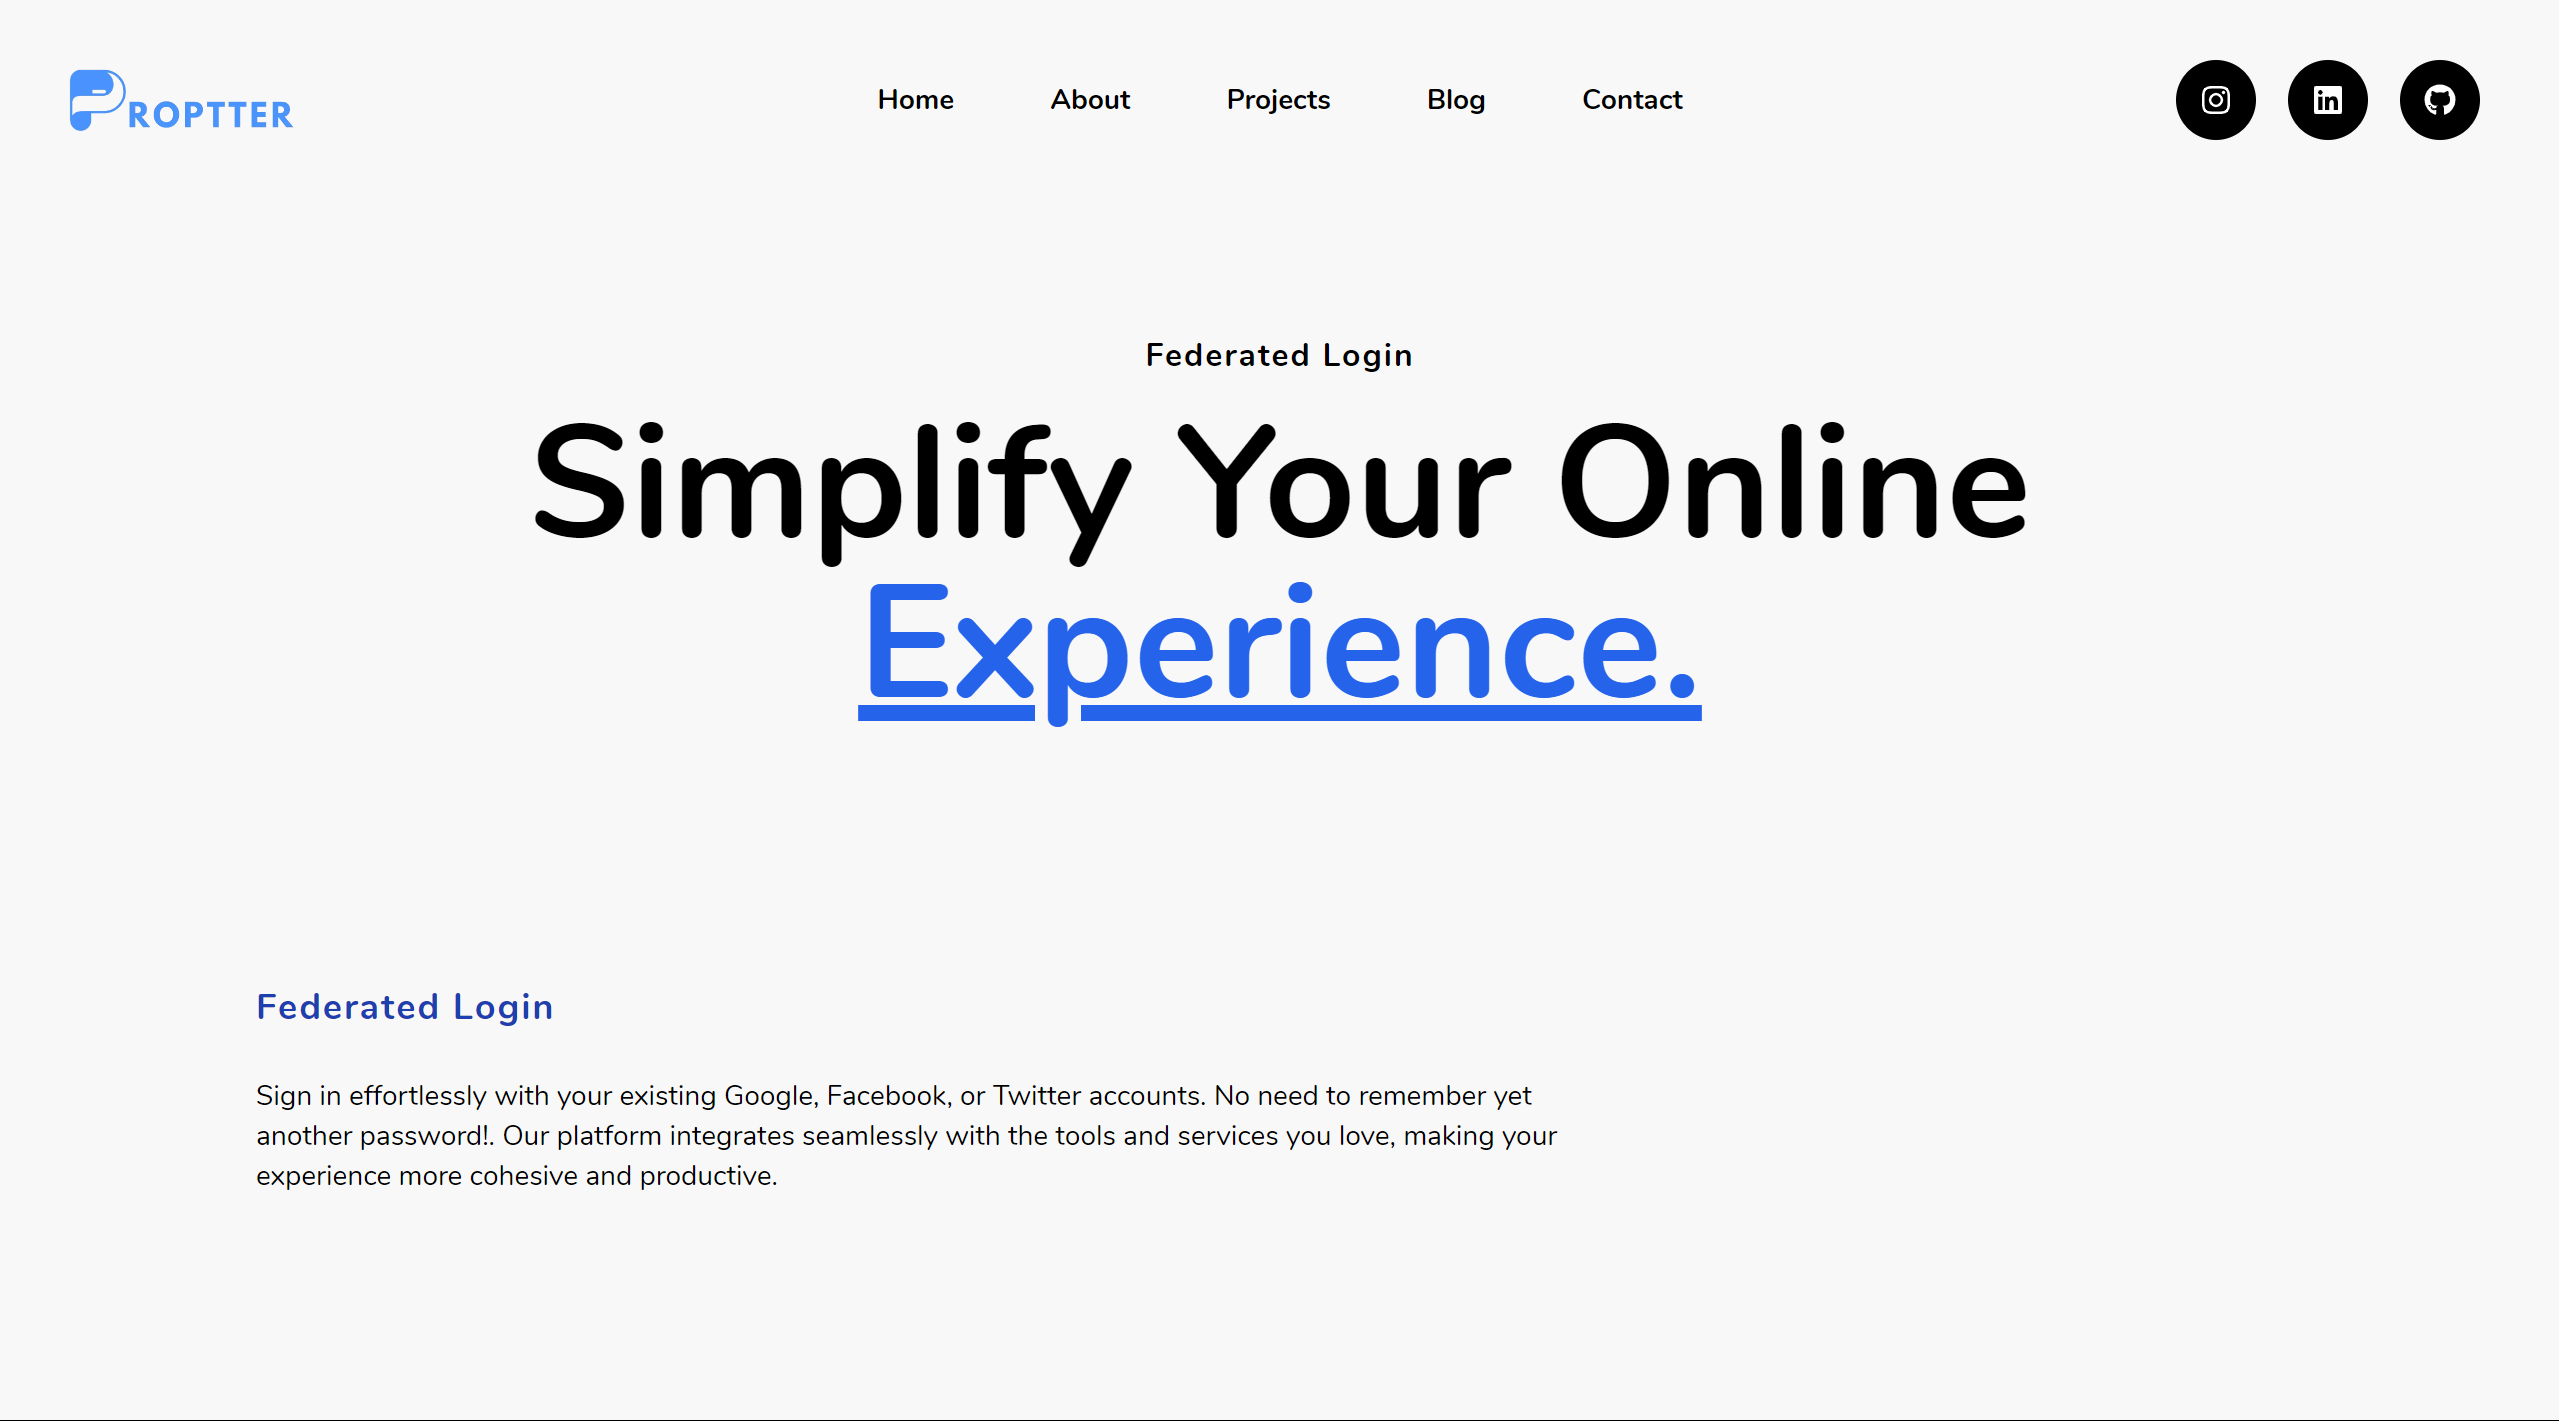 PROPTTER
Home About Projects Blog Contact
Federated Login
Simplify Your Online
Experience.
Federated Login
Sign in effortlessly with your existing Google, Facebook, or Twitter accounts. No need to remember yet
another password!. Our platform integrates seamlessly with the tools and services you love, making your
experience more cohesive and productive.